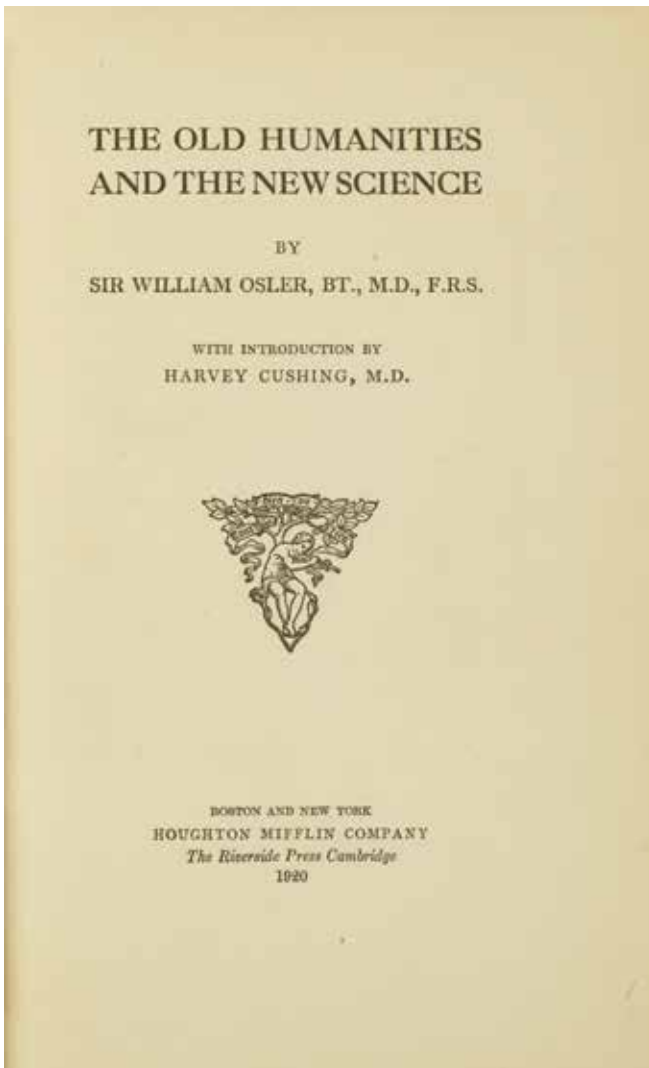 THE OLD HUMANITIES
AND THE NEW SCIENCE
BY
SIR WILLIAM OSLER, BT., M.D., F.R.S.
WITH INTRODUCTION BY
HARVEY CUSHING, M.D.
BOSTON AND NEW YORK
HOUGHTON MIFFLIN COMPANY
The Riverside Press Cambridge
1920